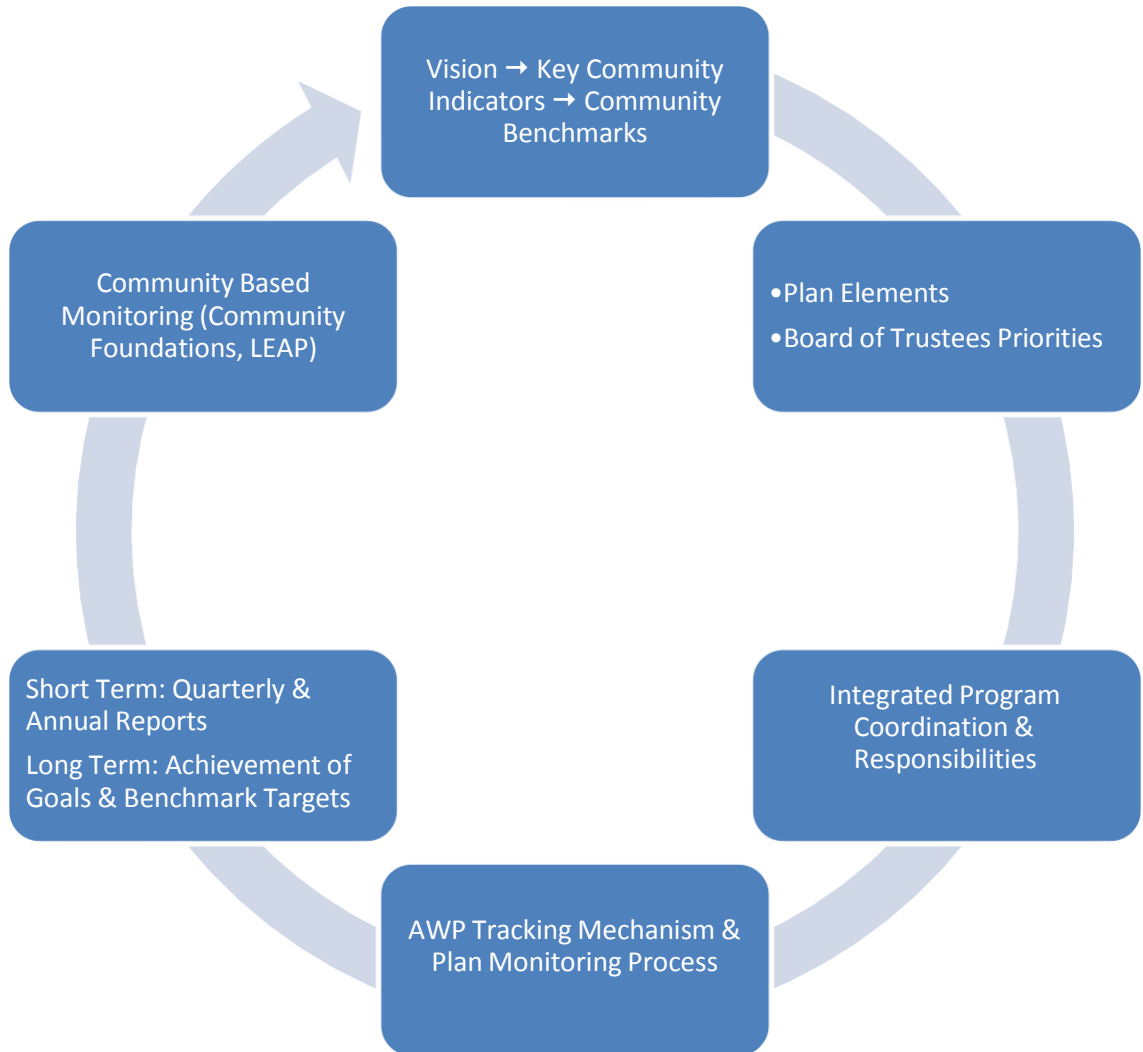 Vision → Key Community
Indicators → Community
Benchmarks
•Plan Elements
•Board of Trustees Priorities
Integrated Program
Coordination &
Responsibilities
AWP Tracking Mechanism &
Plan Monitoring Process
Short Term: Quarterly &
Annual Reports
Long Term: Achievement of
Goals & Benchmark Targets
Community Based
Monitoring (Community
Foundations, LEAP)